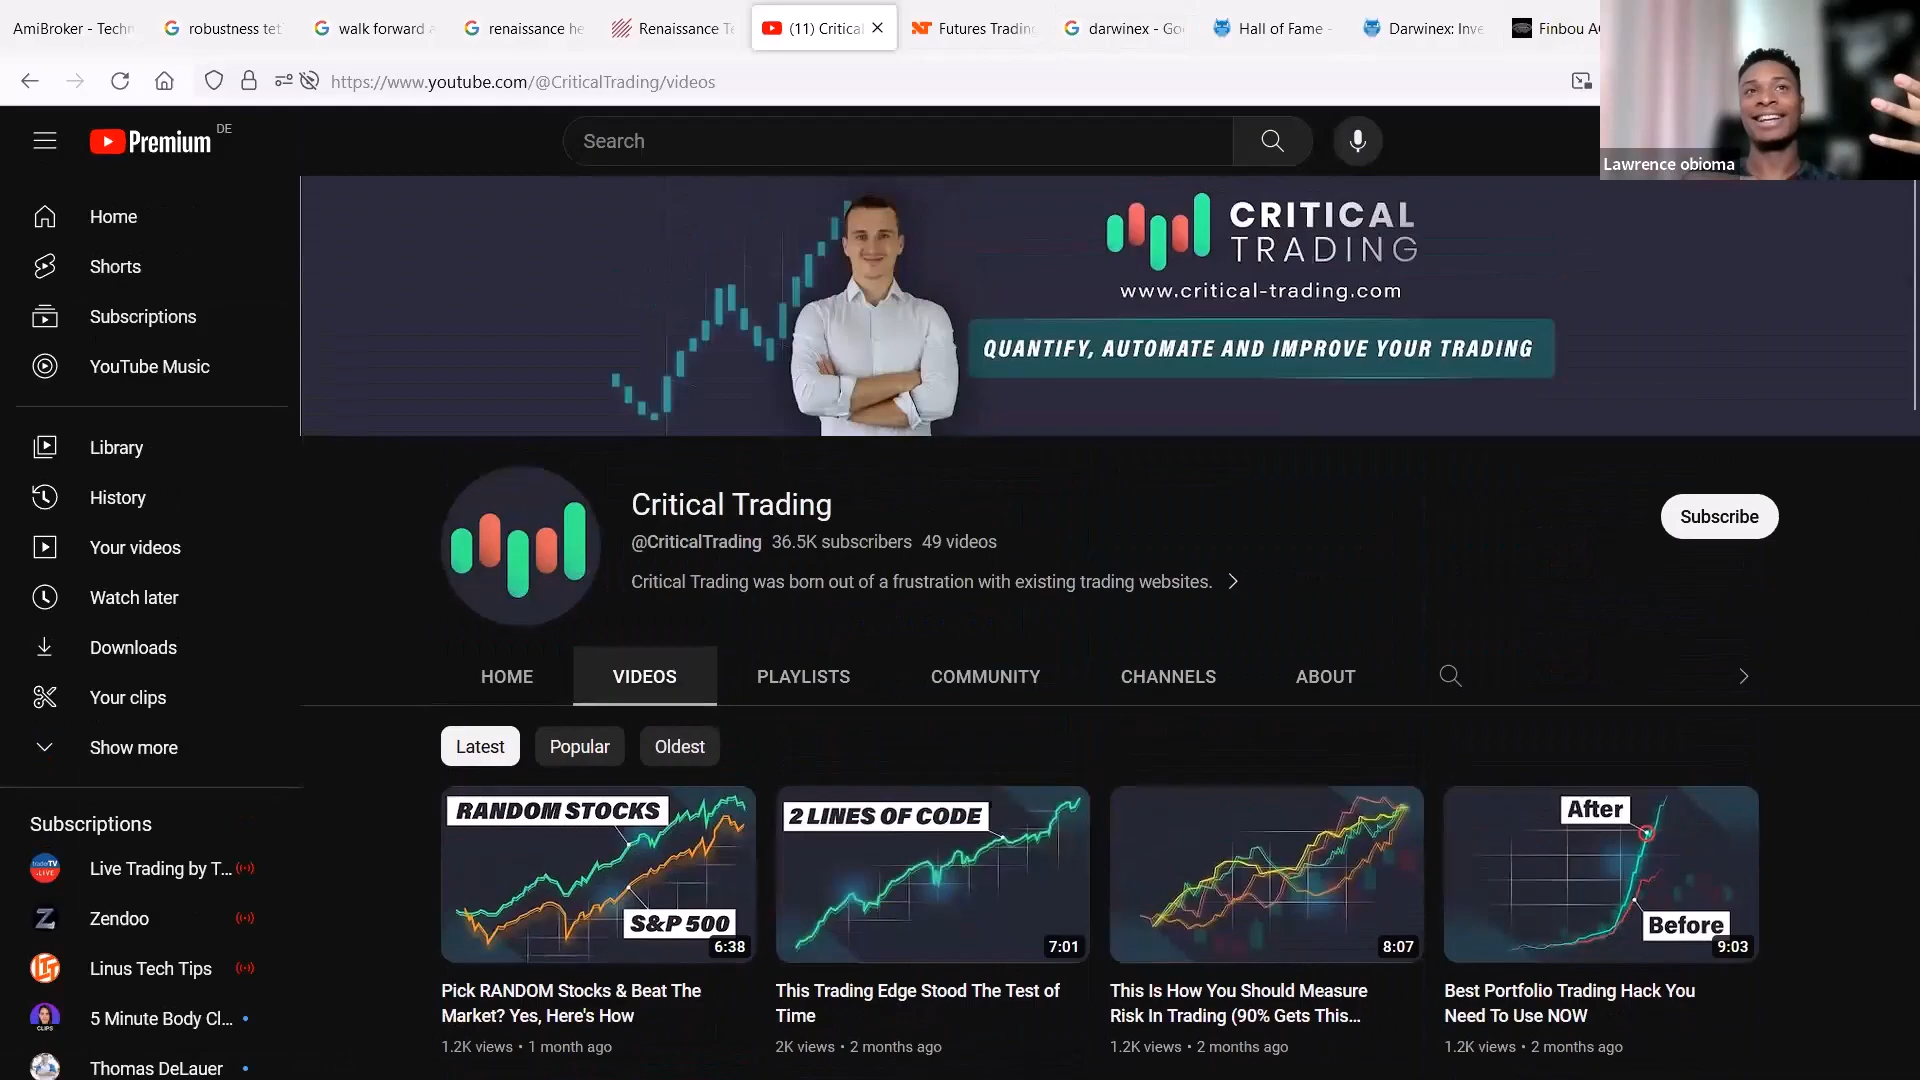 AmiBroker - Techn
robustness tet
walk forward a
renaissance he
Renaissance Te
(11) Critical
Futures Trading
darwinex - Go
Hall of Fame -
Darwinex: Inve
Finbou AC
https://www.youtube.com/@CriticalTrading/videos
Lawrence obioma
Premium DE
Search
Home
Shorts
Subscriptions
YouTube Music
Library
History
Your videos
Watch later
Downloads
Your clips
Show more
Subscriptions
Live Trading by T...
Zendoo
Linus Tech Tips
5 Minute Body Cl...
Thomas DeLauer
CRITICAL
TRADING
www.critical-trading.com
QUANTIFY, AUTOMATE AND IMPROVE YOUR TRADING
Critical Trading
@CriticalTrading 36.5K subscribers 49 videos
Critical Trading was born out of a frustration with existing trading websites.
Subscribe
HOME
VIDEOS
PLAYLISTS
COMMUNITY
CHANNELS
ABOUT
Latest
Popular
Oldest
RANDOM STOCKS
S&P 500
6:38
Pick RANDOM Stocks & Beat The
Market? Yes, Here's How
1.2K views • 1 month ago
2 LINES OF CODE
7:01
This Trading Edge Stood The Test of
Time
2K views • 2 months ago
8:07
This Is How You Should Measure
Risk In Trading (90% Gets This...
1.2K views • 2 months ago
After
Before
9:03
Best Portfolio Trading Hack You
Need To Use NOW
1.2K views • 2 months ago